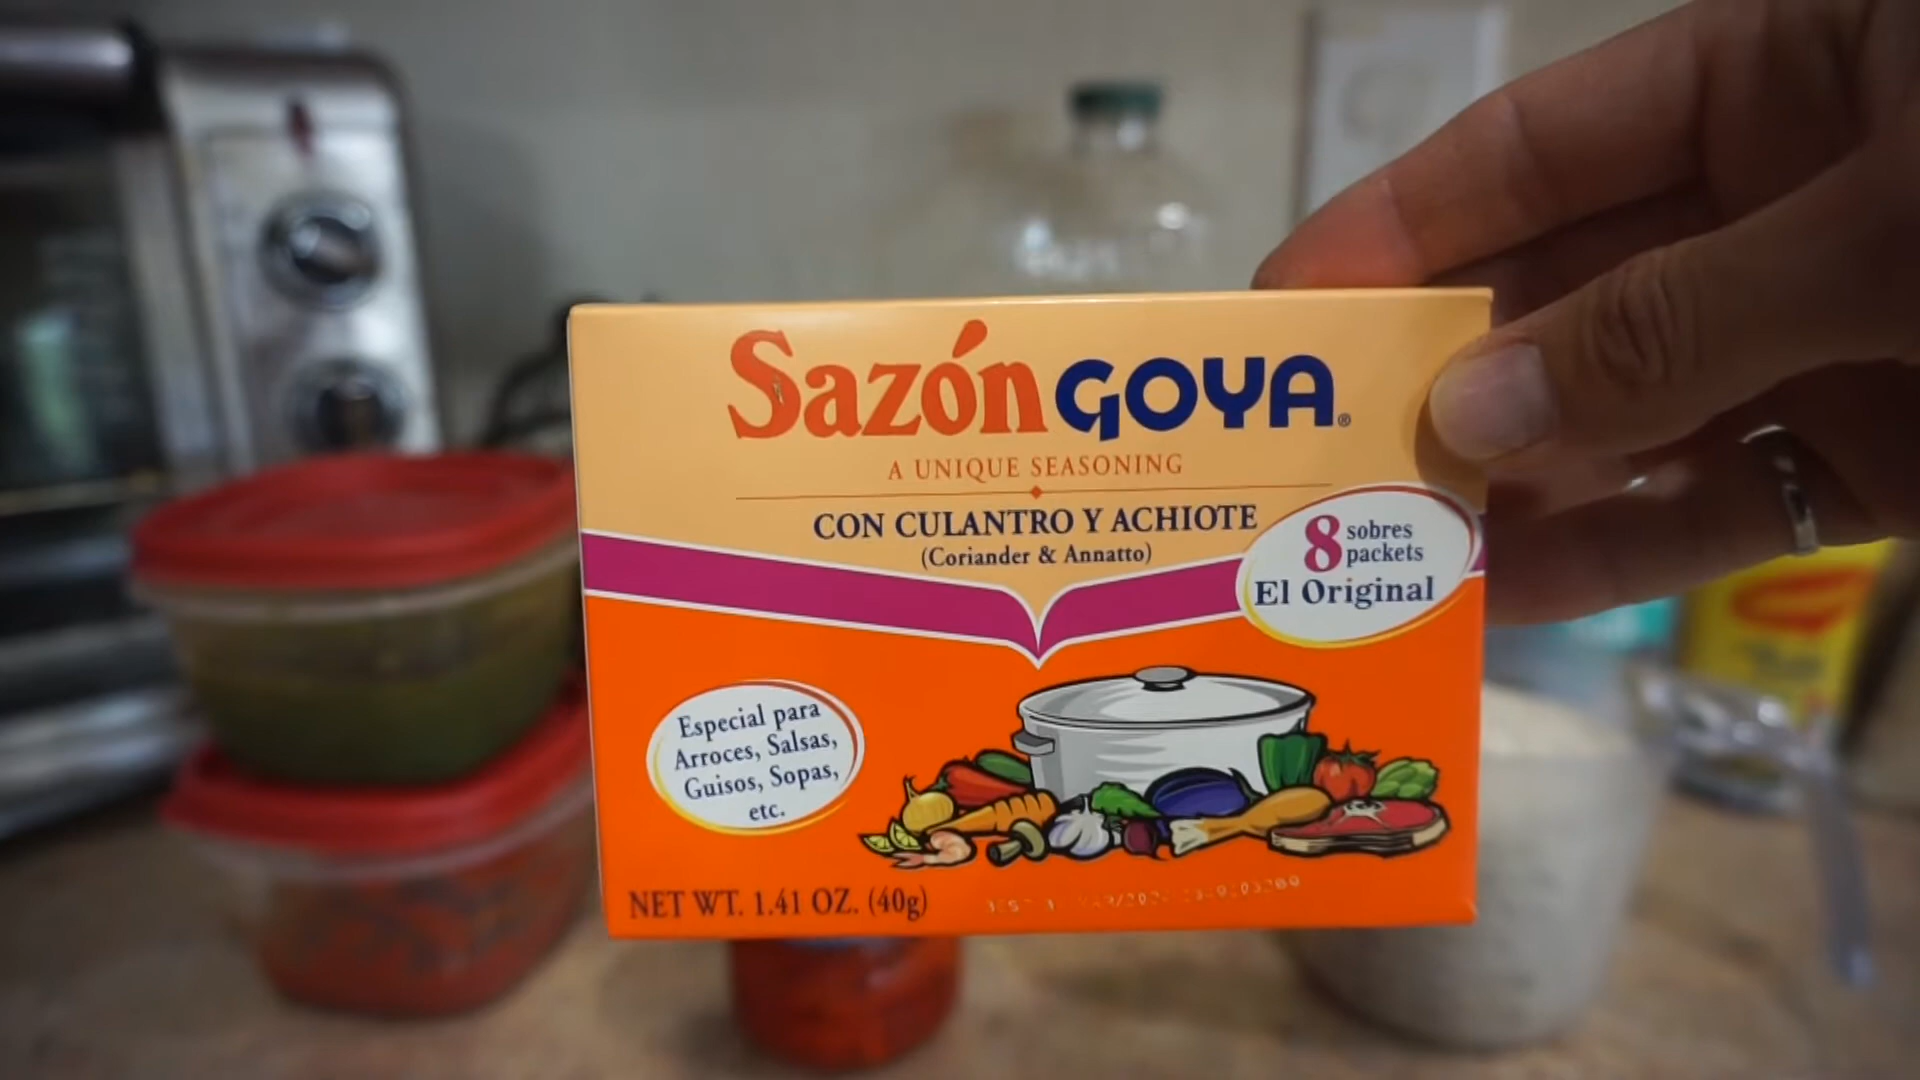 Sazón GOYA®
A UNIQUE SEASONING
CON CULANTRO Y ACHIOTE
(Coriander & Annatto)
8 sobres
packets
El Original
Especial para
Arroces, Salsas,
Guisos, Sopas,
etc.
NET WT. 1.41 OZ. (40g)